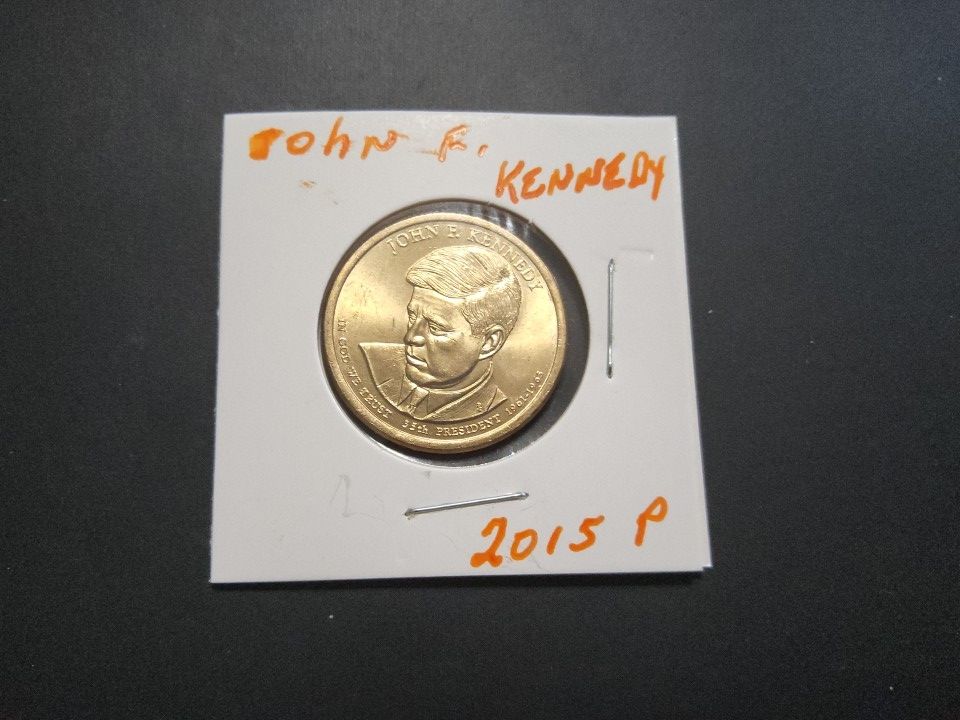 JOHN F.
KENNEDY
JOHN F. KENNEDY
IN GOD WE TRUST 35th PRESIDENT 1961-1963
2015 P